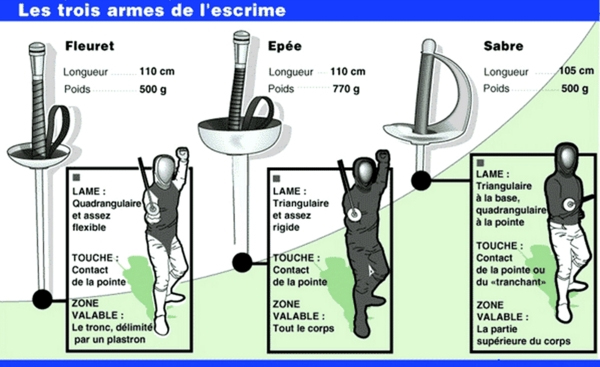 Les trois armes de l'escrime
Fleuret
Longueur ........ 110 cm
Poids ........ 500 g
LAME :
Quadrangulaire
et assez
flexible
TOUCHE :
Contact
de la pointe
ZONE
VALABLE :
Le tronc, délimité
par un plastron
Epée
Longueur ........ 110 cm
Poids ........ 770 g
LAME :
Triangulaire
et assez
rigide
TOUCHE :
Contact
de la pointe
ZONE
VALABLE :
Tout le corps
Sabre
Longueur ........ 105 cm
Poids ........ 500 g
LAME :
Triangulaire
à la base,
quadrangulaire
à la pointe
TOUCHE :
Contact
de la pointe ou
du «tranchant»
ZONE
VALABLE :
La partie
supérieure du corps